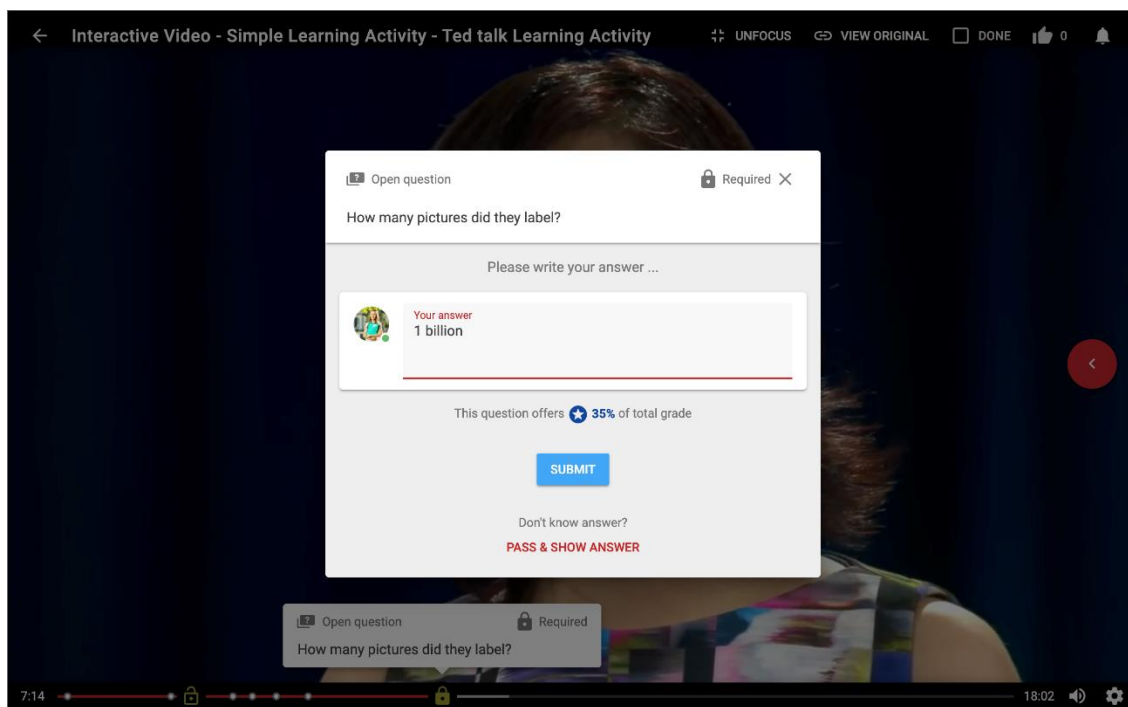 Interactive Video - Simple Learning Activity - Ted talk Learning Activity
UNFOCUS
VIEW ORIGINAL
DONE
0
Open question
Required
How many pictures did they label?
Please write your answer ...
Your answer
1 billion
This question offers 35% of total grade
SUBMIT
Don't know answer?
PASS & SHOW ANSWER
Open question
Required
How many pictures did they label?
7:14
18:02